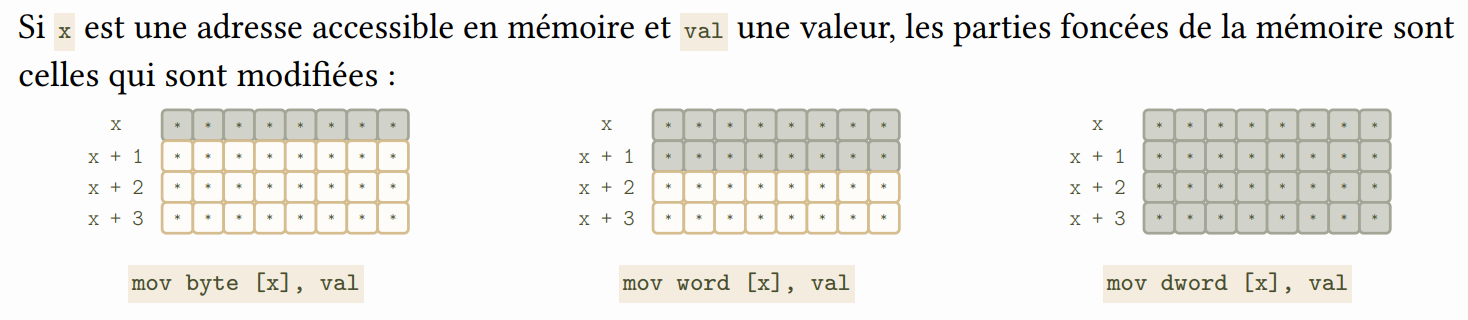 Si x est une adresse accessible en mémoire et val une valeur, les parties foncées de la mémoire sont
celles qui sont modifiées :
x * * * * * * * * x * * * * * * * * x * * * * * * * *
x + 1 * * * * * * * * x + 1 * * * * * * * * x + 1 * * * * * * * *
x + 2 * * * * * * * * x + 2 * * * * * * * * x + 2 * * * * * * * *
x + 3 * * * * * * * * x + 3 * * * * * * * * x + 3 * * * * * * * *
mov byte [x], val mov word [x], val mov dword [x], val